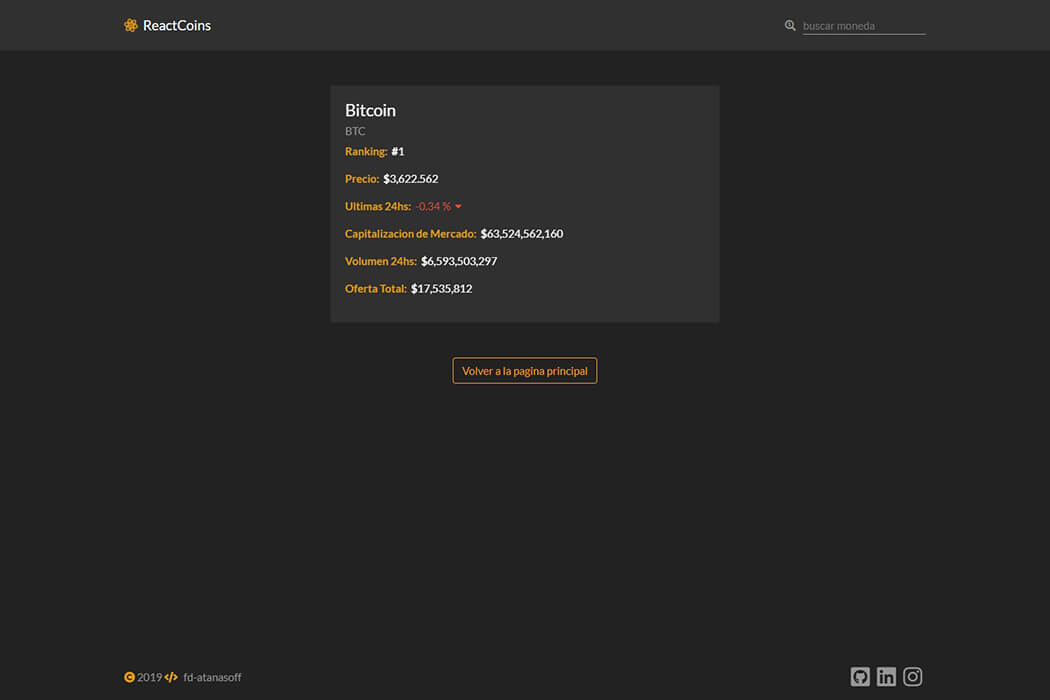 ReactCoins
buscar moneda
Bitcoin
BTC
Ranking: #1
Precio: $3,622.562
Ultimas 24hs: -0.34 %
Capitalizacion de Mercado: $63,524,562,160
Volumen 24hs: $6,593,503,297
Oferta Total: $17,535,812
Volver a la pagina principal
© 2019 </> fd-atanasoff